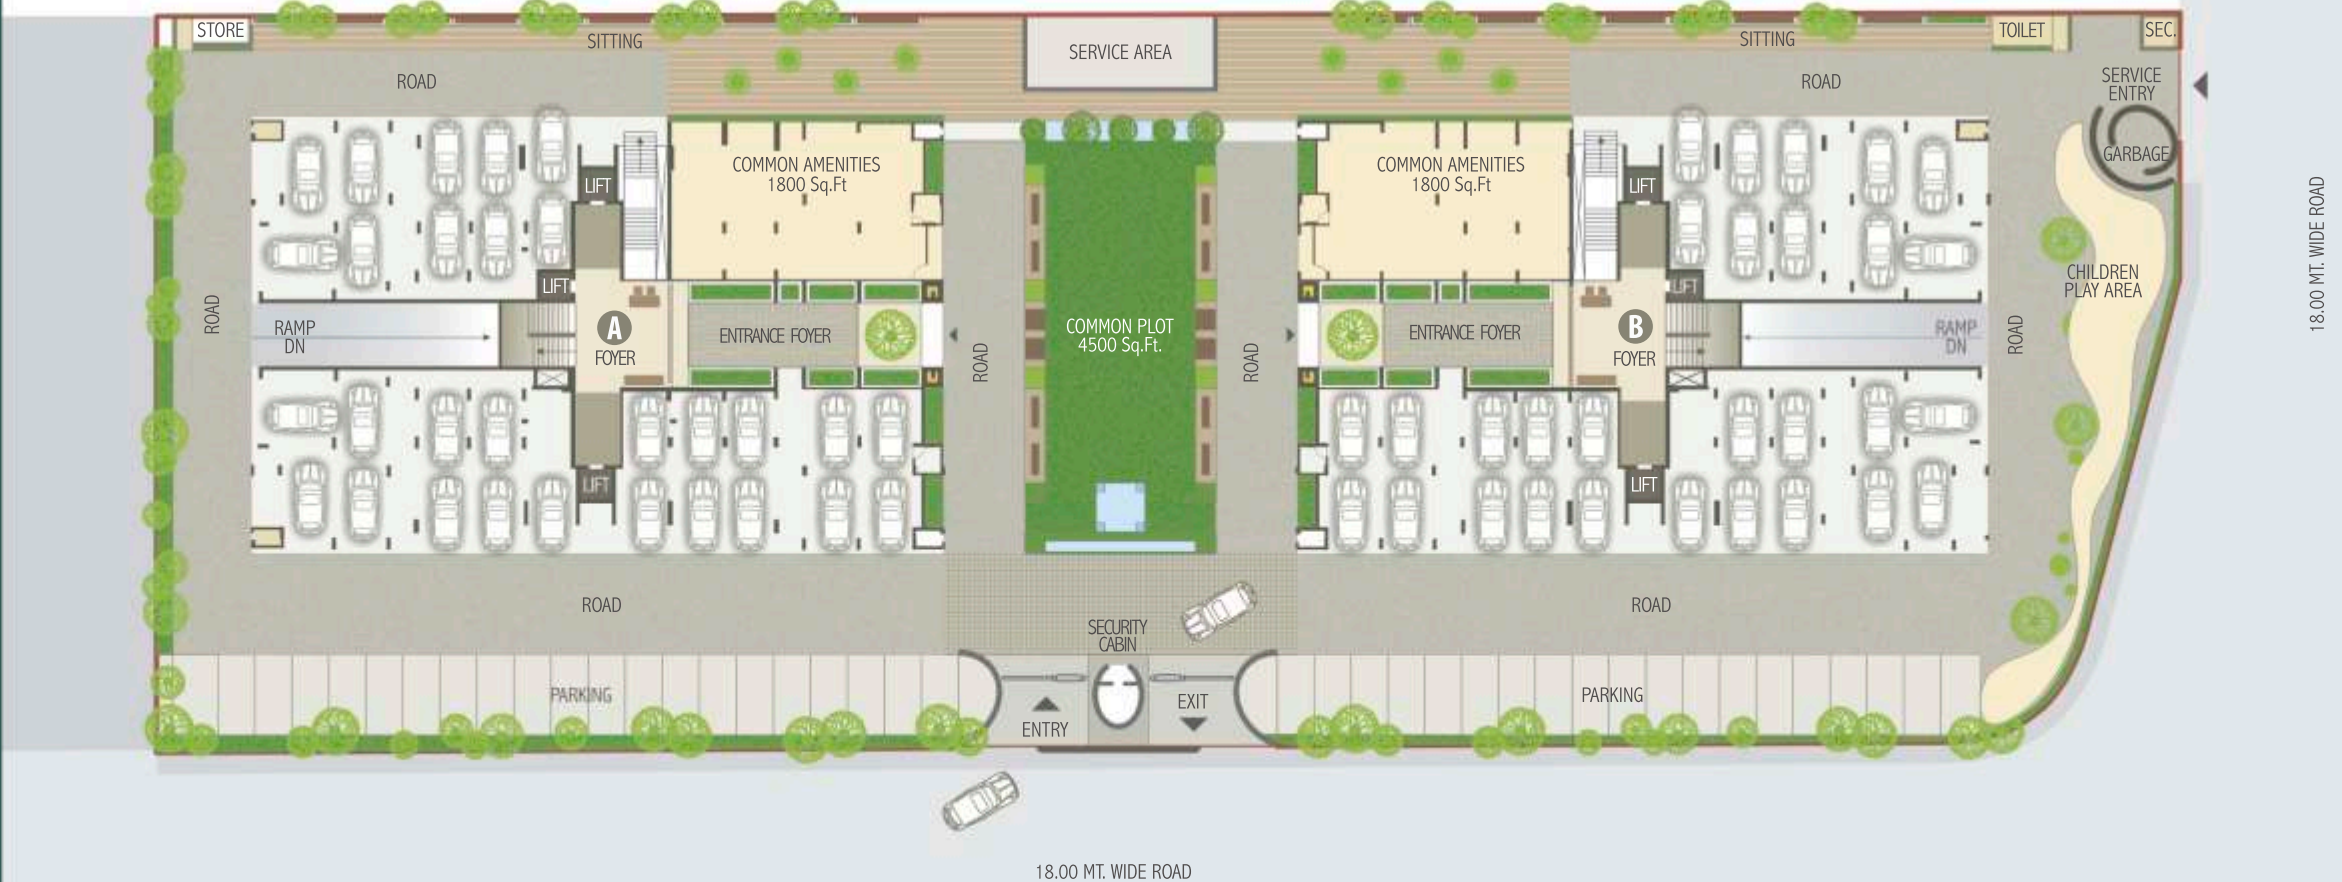 STORE
SITTING
SERVICE AREA
SITTING
TOILET
SEC.
ROAD
ROAD
SERVICE
ENTRY
GARBAGE
COMMON AMENITIES
1800 Sq.Ft
COMMON AMENITIES
1800 Sq.Ft
LIFT
LIFT
18.00 MT. WIDE ROAD
CHILDREN
PLAY AREA
LIFT
LIFT
ROAD
RAMP
DN
A
FOYER
ENTRANCE FOYER
ROAD
COMMON PLOT
4500 Sq.Ft.
ROAD
ENTRANCE FOYER
B
FOYER
RAMP
DN
ROAD
LIFT
LIFT
ROAD
SECURITY
CABIN
ROAD
PARKING
ENTRY
EXIT
PARKING
18.00 MT. WIDE ROAD